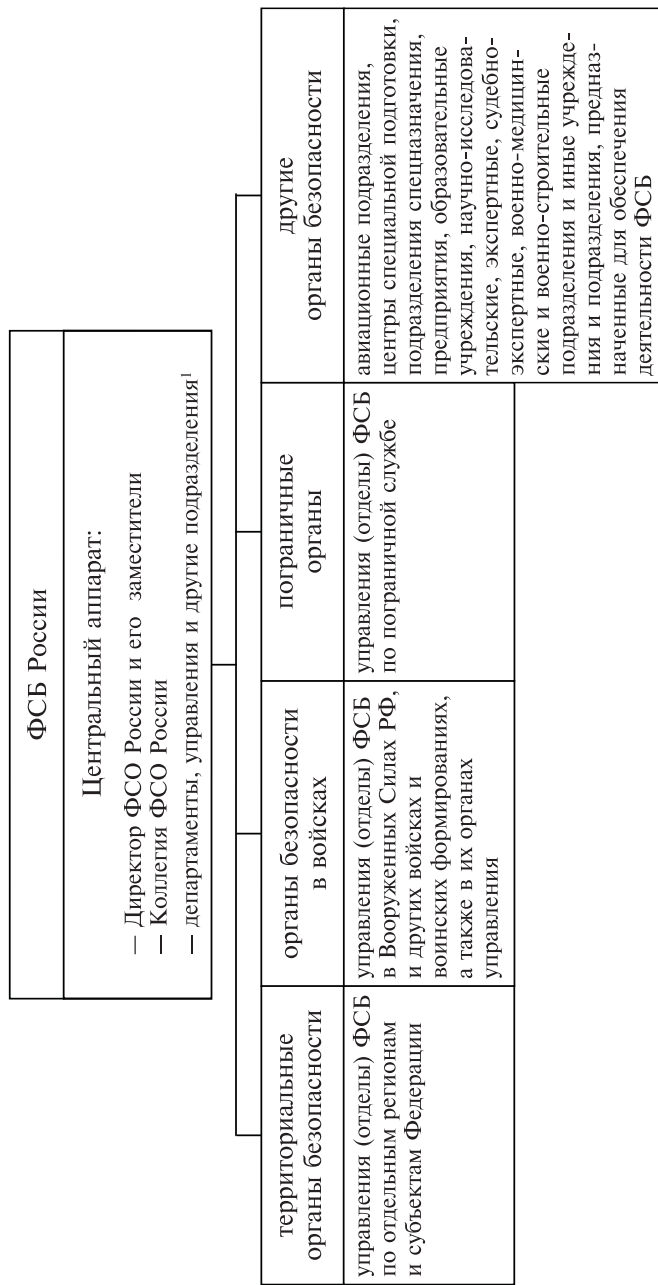 ФСБ России
Центральный аппарат:
— Директор ФСО России и его заместители
— Коллегия ФСО России
— департаменты, управления и другие подразделения¹
территориальные
органы безопасности
управления (отделы) ФСБ
по отдельным регионам
и субъектам Федерации
органы безопасности
в войсках
управления (отделы) ФСБ
в Вооруженных Силах РФ,
и других войсках и
воинских формированиях,
а также в их органах
управления
пограничные
органы
управления (отделы) ФСБ
по пограничной службе
другие
органы безопасности
авиационные подразделения,
центры специальной подготовки,
подразделения спецназначения,
предприятия, образовательные
учреждения, научно-исследова-
тельские, экспертные, судебно-
экспертные, военно-медицин-
ские и военно-строительные
подразделения и иные учрежде-
ния и подразделения, предназ-
наченные для обеспечения
деятельности ФСБ